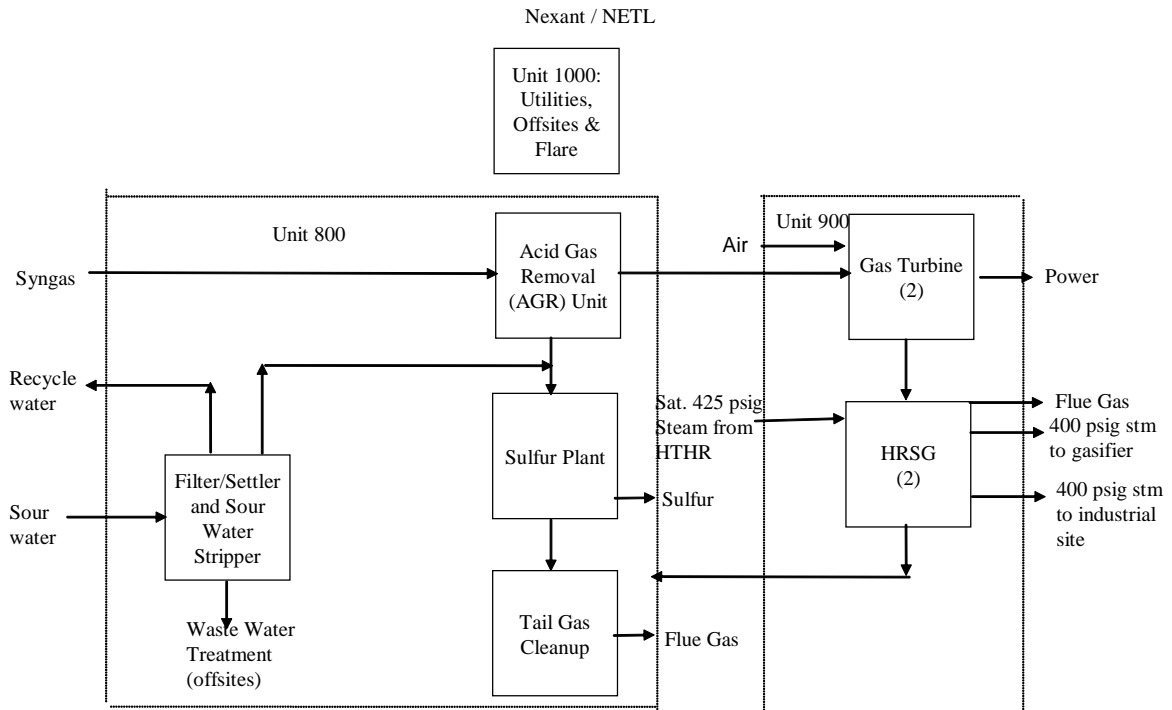 Nexant / NETL
Unit 1000:
Utilities,
Offsites &
Flare
Unit 800
Unit 900
Syngas
Acid Gas
Removal
(AGR) Unit
Air
Gas Turbine
(2)
Power
Recycle
water
Sulfur Plant
Sulfur
Sat. 425 psig
Steam from
HTHR
HRSG
(2)
Flue Gas
400 psig stm
to gasifier
400 psig stm
to industrial
site
Sour
water
Filter/Settler
and Sour
Water
Stripper
Waste Water
Treatment
(offsites)
Tail Gas
Cleanup
Flue Gas